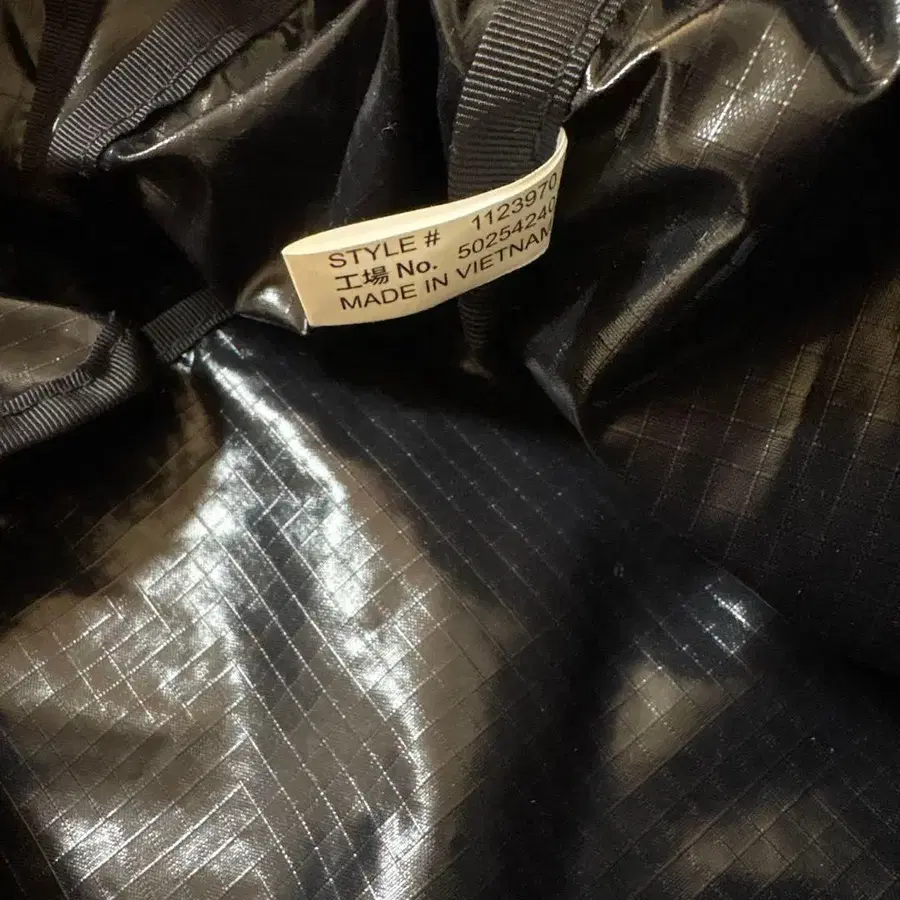 STYLE # 1123970
工場 No. 50254240
MADE IN VIETNAM